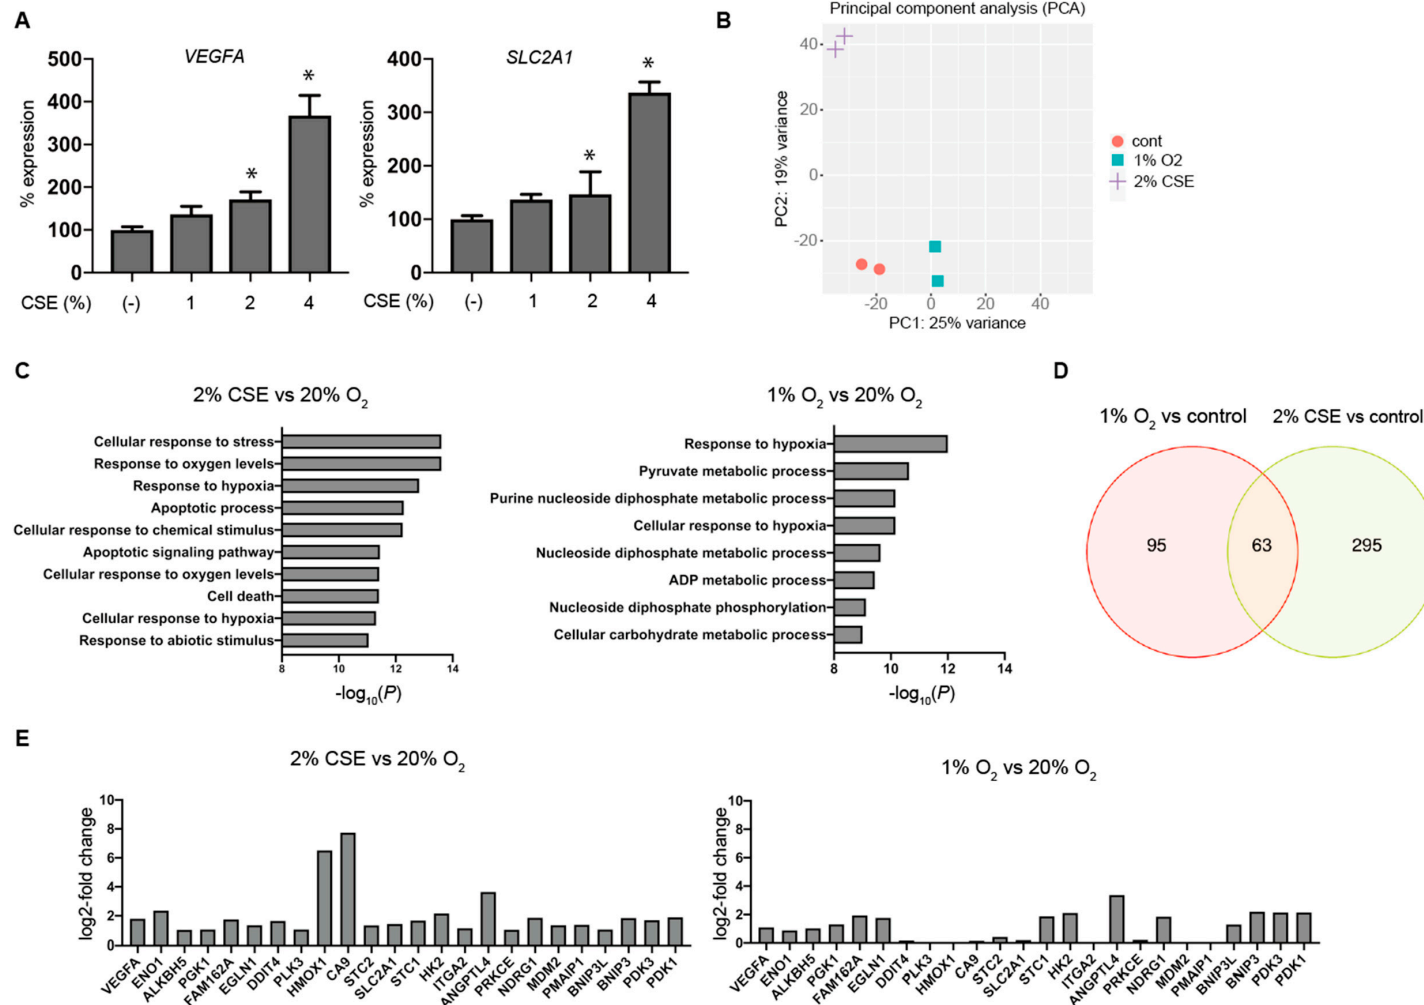 A
VEGFA
% expression
500
400
300
200
100
0
*
*
CSE (%) (-) 1 2 4
SLC2A1
% expression
400
300
200
100
0
*
*
CSE (%) (-) 1 2 4
B
Principal component analysis (PCA)
PC2: 19% variance
40
20
0
-20
-20 0 20 40
PC1: 25% variance
cont
1% O2
2% CSE
C
2% CSE vs 20% O2
Cellular response to stress
Response to oxygen levels
Response to hypoxia
Apoptotic process
Cellular response to chemical stimulus
Apoptotic signaling pathway
Cellular response to oxygen levels
Cell death
Cellular response to hypoxia
Response to abiotic stimulus
8 10 12 14
-log10(P)
1% O2 vs 20% O2
Response to hypoxia
Pyruvate metabolic process
Purine nucleoside diphosphate metabolic process
Cellular response to hypoxia
Nucleoside diphosphate metabolic process
ADP metabolic process
Nucleoside diphosphate phosphorylation
Cellular carbohydrate metabolic process
8 10 12 14
-log10(P)
D
1% O2 vs control
2% CSE vs control
95 63 295
E
2% CSE vs 20% O2
log2-fold change
10
8
6
4
2
0
VEGFA
ENO1
ALKBH5
PGK1
FAM162A
EGLN1
DDIT4
PLK3
HMOX1
CA9
STC2
SLC2A1
STC1
HK2
ITGA2
ANGPTL4
PRKCE
NDRG1
MDM2
PMAIP1
BNIP3L
BNIP3
PDK3
PDK1
1% O2 vs 20% O2
log2-fold change
10
8
6
4
2
0
VEGFA
ENO1
ALKBH5
PGK1
FAM162A
EGLN1
DDIT4
PLK3
HMOX1
CA9
STC2
SLC2A1
STC1
HK2
ITGA2
ANGPTL4
PRKCE
NDRG1
MDM2
PMAIP1
BNIP3L
BNIP3
PDK3
PDK1